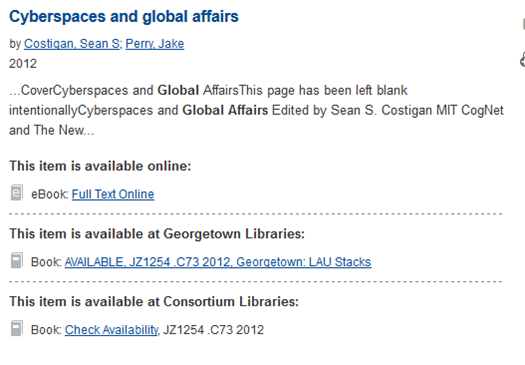 Cyberspaces and global affairs
by Costigan, Sean S; Perry, Jake
2012
...CoverCyberspaces and Global AffairsThis page has been left blank
intentionallyCyberspaces and Global Affairs Edited by Sean S. Costigan MIT CogNet
and The New...
This item is available online:
eBook: Full Text Online
This item is available at Georgetown Libraries:
Book: AVAILABLE, JZ1254 .C73 2012, Georgetown: LAU Stacks
This item is available at Consortium Libraries:
Book: Check Availability, JZ1254 .C73 2012